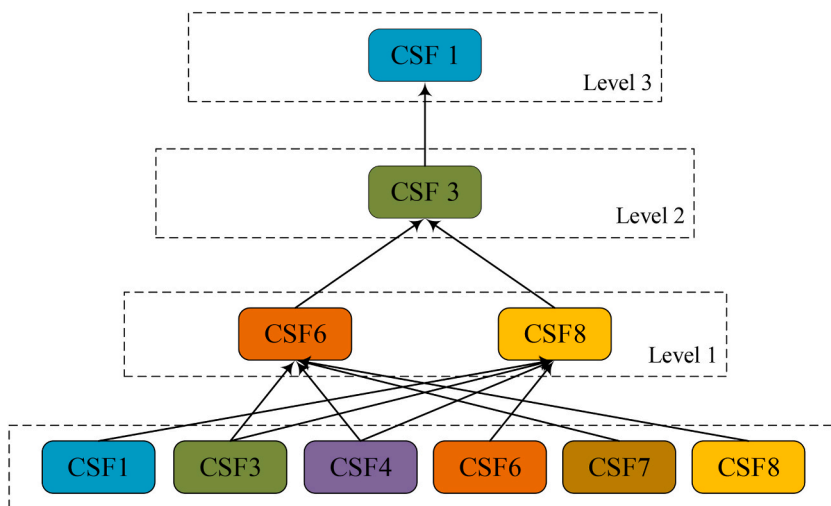 CSF 1
Level 3
CSF 3
Level 2
CSF6 CSF8
Level 1
CSF1 CSF3 CSF4 CSF6 CSF7 CSF8